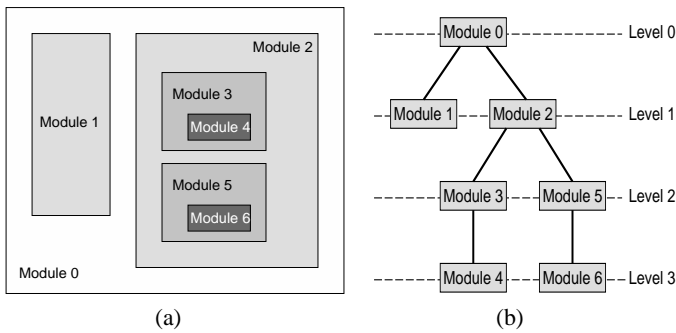 Module 2
Module 3
Module 1
Module 4
Module 5
Module 6
Module 0
(a)
Module 0
Level 0
Module 1
Module 2
Level 1
Module 3
Module 5
Level 2
Module 4
Module 6
Level 3
(b)